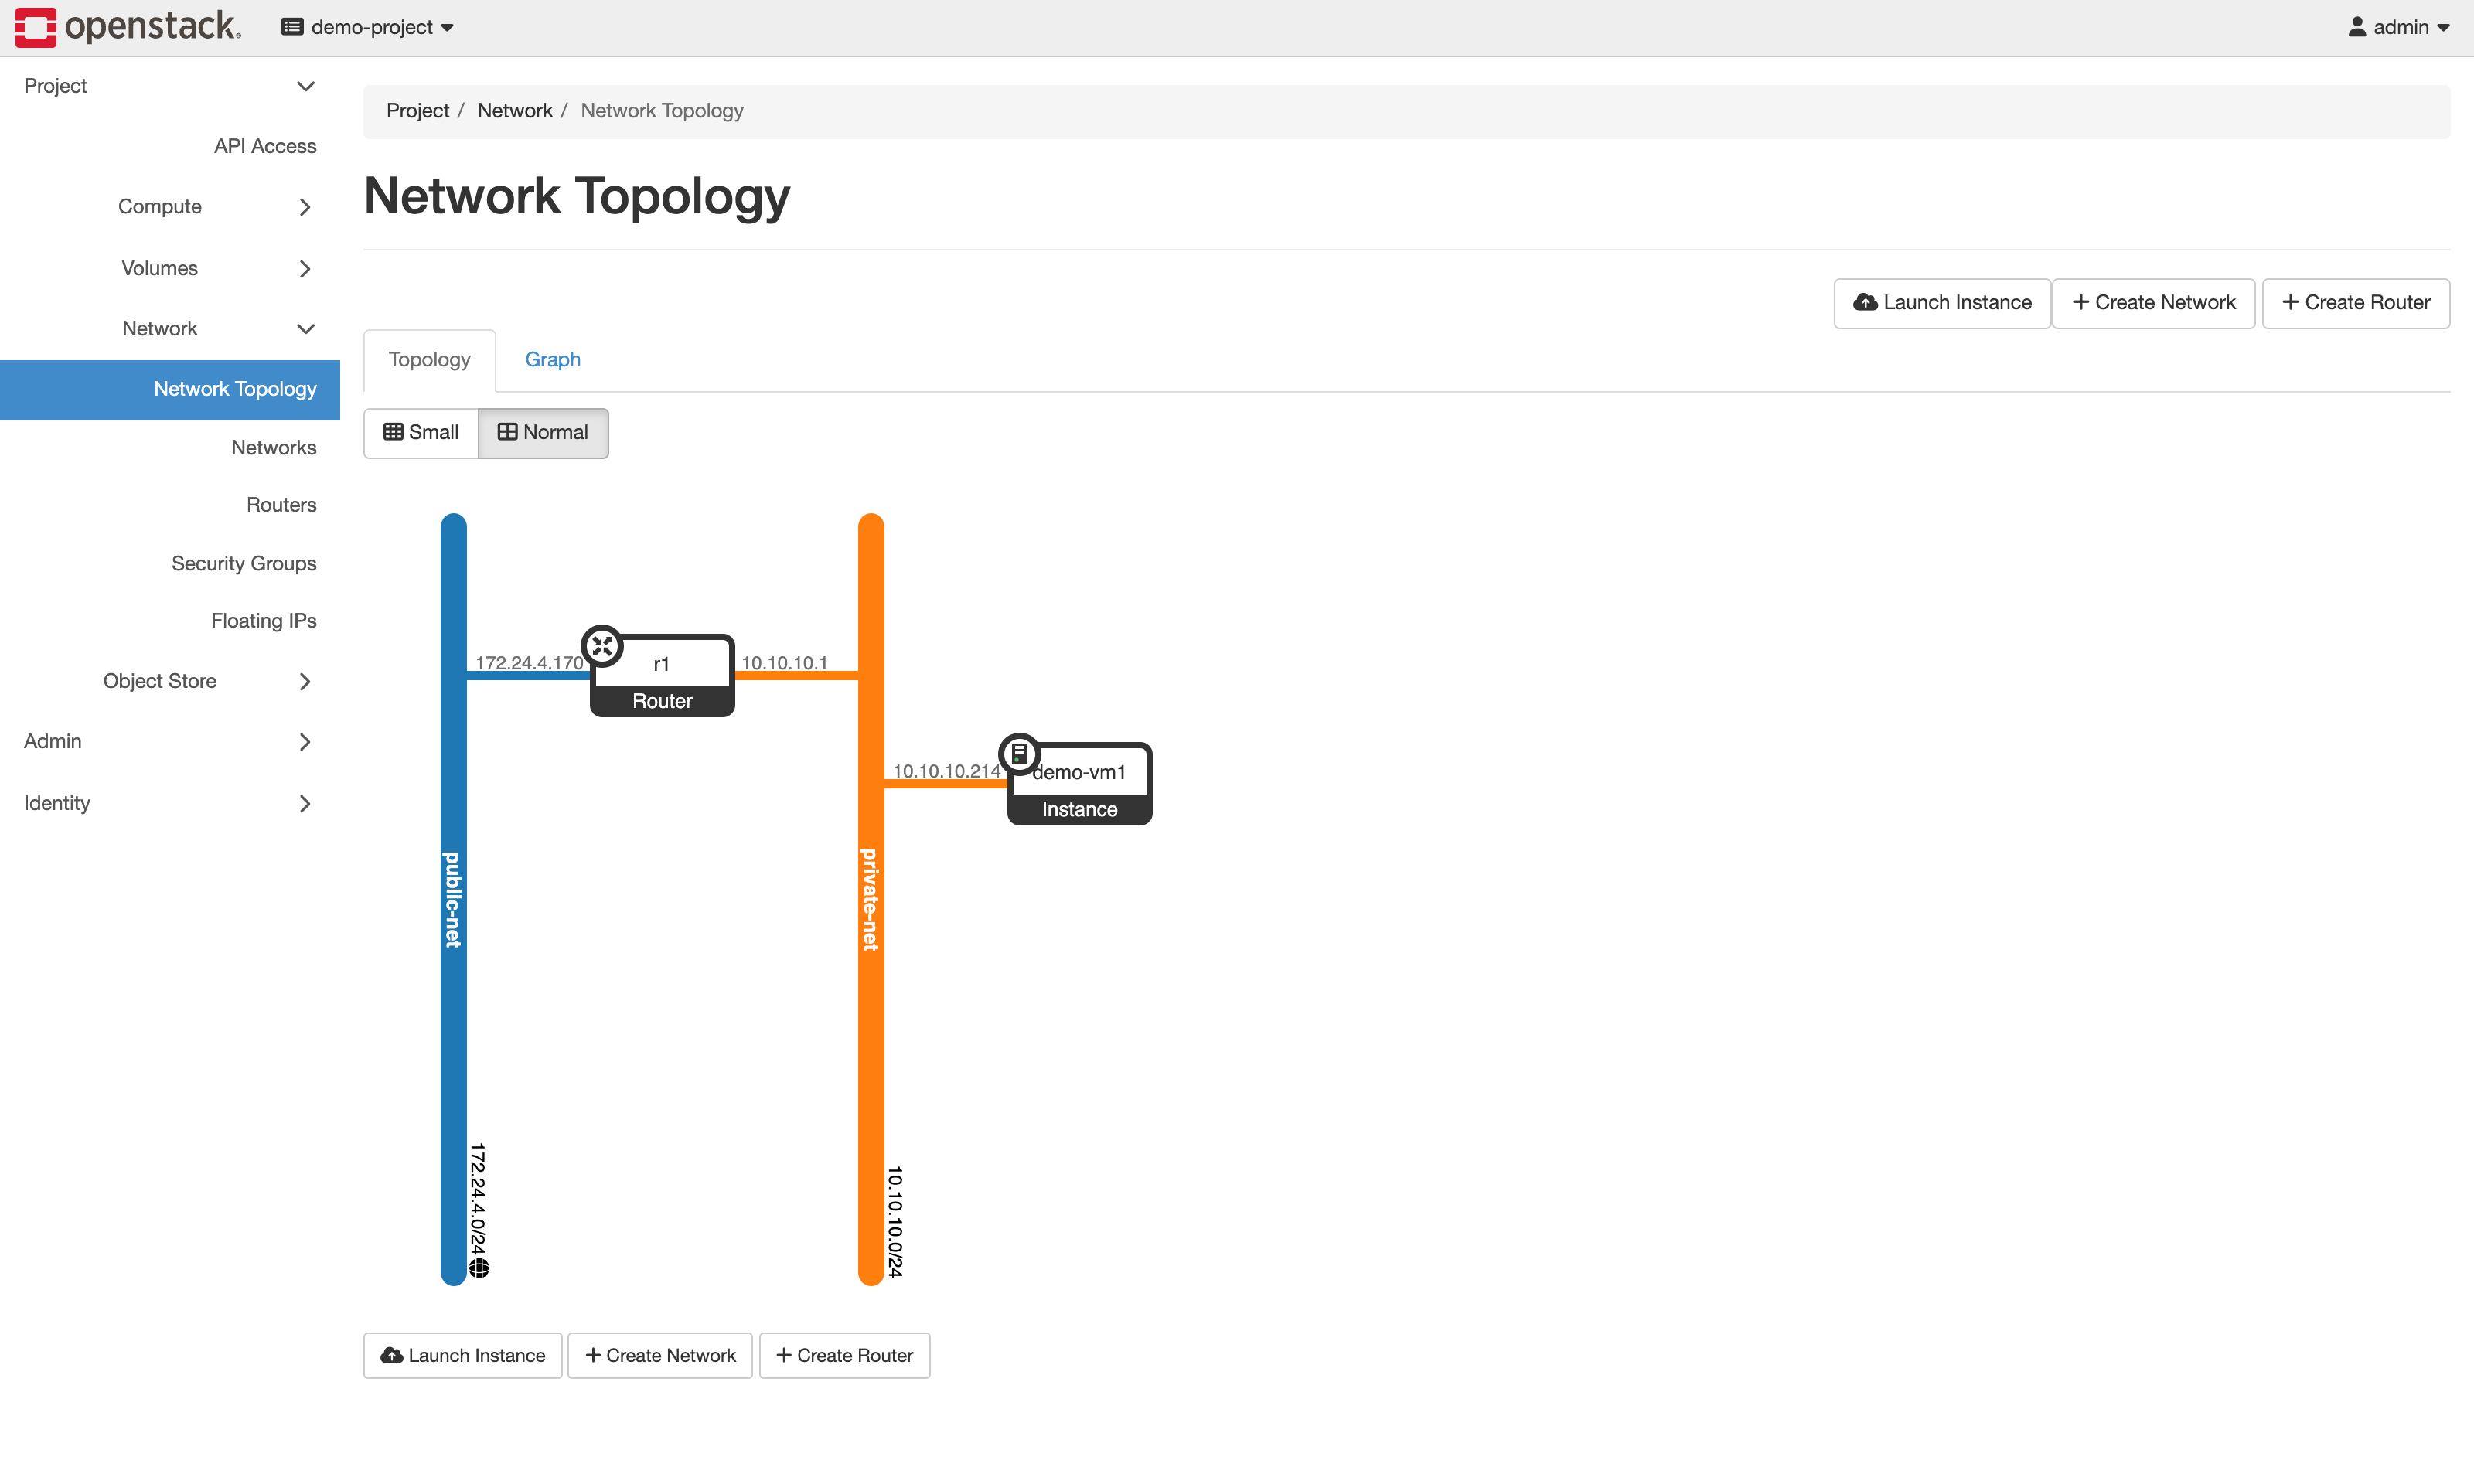 openstack.
demo-project
admin
Project
API Access
Compute
Volumes
Network
Network Topology
Networks
Routers
Security Groups
Floating IPs
Object Store
Admin
Identity
Project / Network / Network Topology
Network Topology
Launch Instance
+ Create Network
+ Create Router
Topology
Graph
Small
Normal
172.24.4.170
r1
Router
10.10.10.1
10.10.10.214
demo-vm1
Instance
public-net
private-net
172.24.4.0/24
10.10.10.0/24
Launch Instance
+ Create Network
+ Create Router